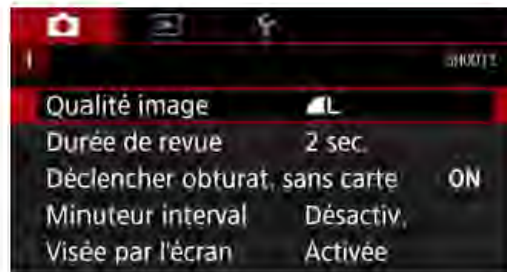 SHOOT1
Qualité image L
Durée de revue 2 sec.
Déclencher obturat. sans carte ON
Minuteur interval Désactiv.
Visée par l'écran Activée